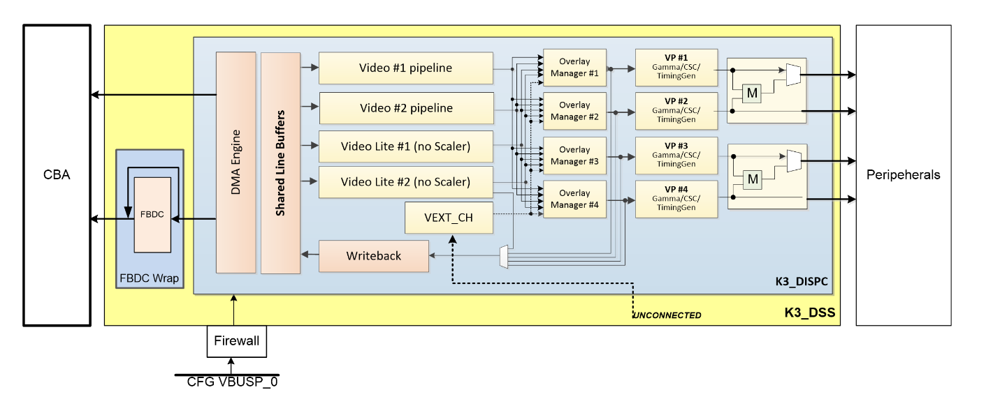 CBA
FBDC
FBDC Wrap
DMA Engine
Shared Line Buffers
Video #1 pipeline
Video #2 pipeline
Video Lite #1 (no Scaler)
Video Lite #2 (no Scaler)
VEXT_CH
Writeback
Overlay
Manager #1
Overlay
Manager #2
Overlay
Manager #3
Overlay
Manager #4
VP #1
Gamma/CSC/
TimingGen
VP #2
Gamma/CSC/
TimingGen
VP #3
Gamma/CSC/
TimingGen
VP #4
Gamma/CSC/
TimingGen
M
M
K3_DISPC
UNCONNECTED
K3_DSS
Peripeherals
Firewall
CFG VBUSP_0